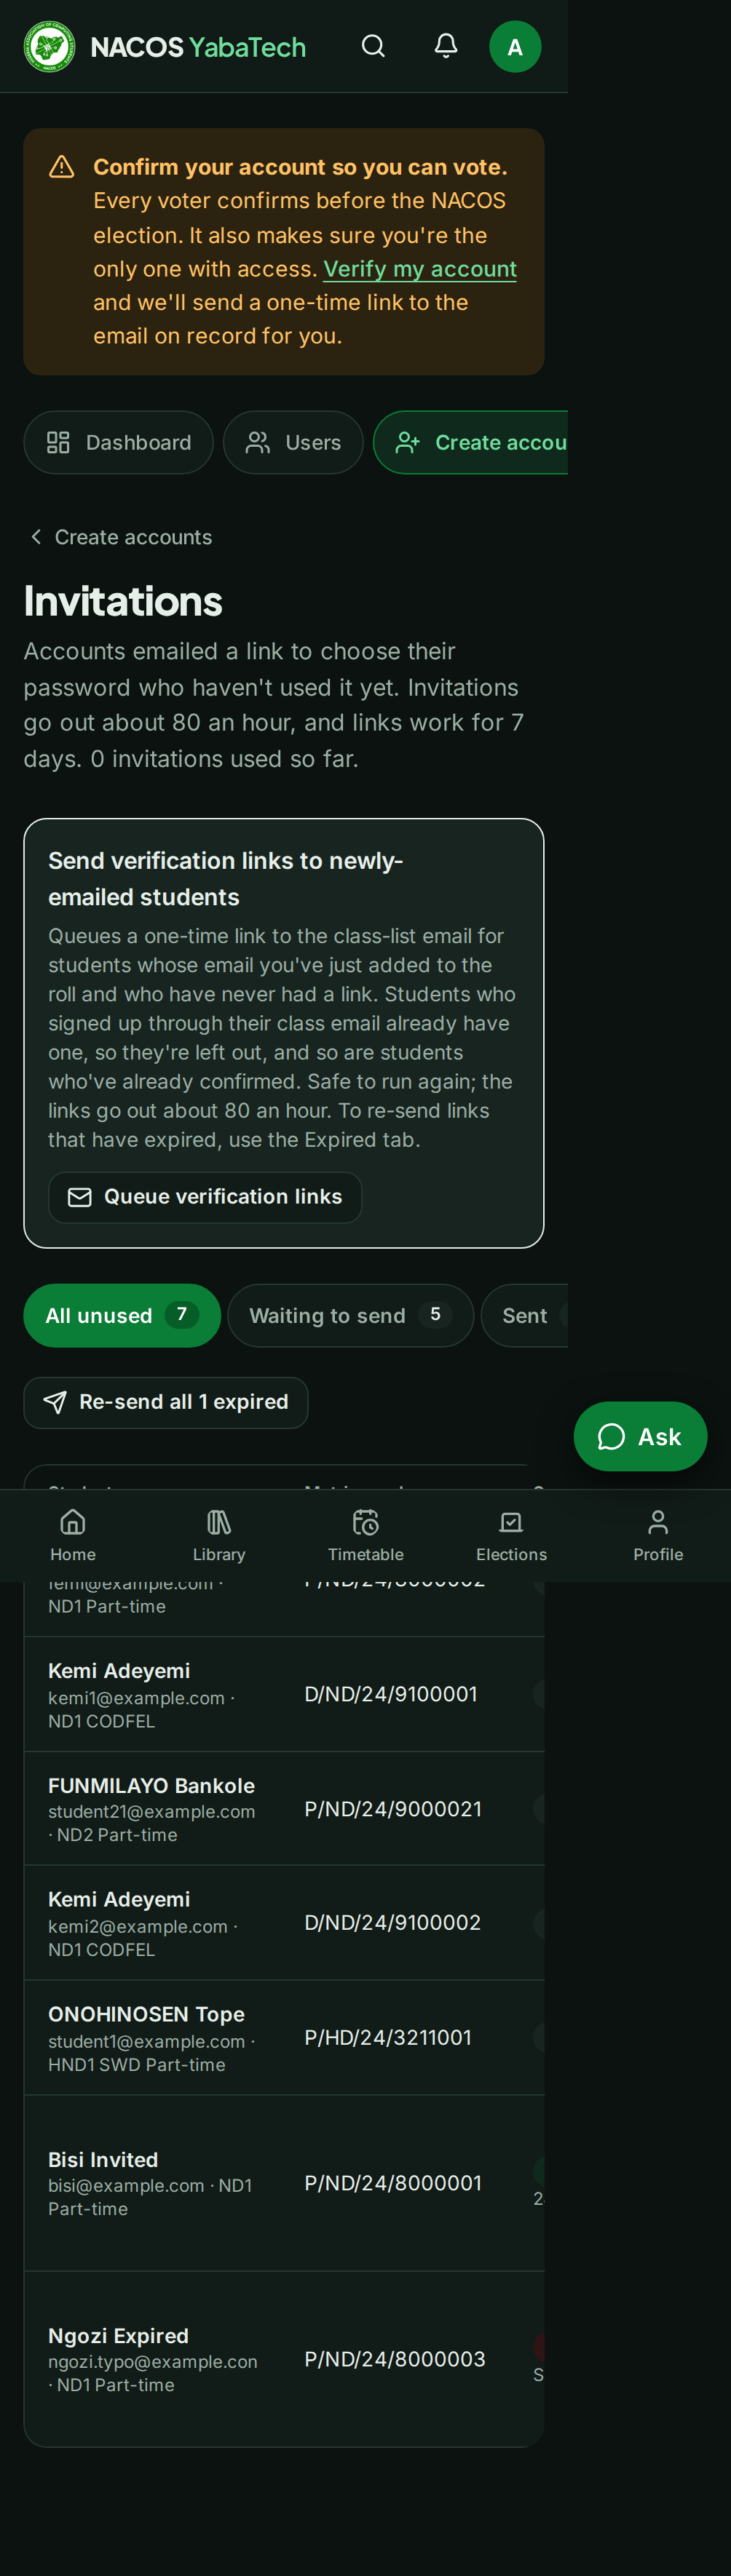 NACOS YabaTech
A
Confirm your account so you can vote.
Every voter confirms before the NACOS
election. It also makes sure you're the
only one with access. Verify my account
and we'll send a one-time link to the
email on record for you.
Dashboard
Users
Create accou
Create accounts
Invitations
Accounts emailed a link to choose their
password who haven't used it yet. Invitations
go out about 80 an hour, and links work for 7
days. 0 invitations used so far.
Send verification links to newly-
emailed students
Queues a one-time link to the class-list email for
students whose email you've just added to the
roll and who have never had a link. Students who
signed up through their class email already have
one, so they're left out, and so are students
who've already confirmed. Safe to run again; the
links go out about 80 an hour. To re-send links
that have expired, use the Expired tab.
Queue verification links
All unused 7
Waiting to send 5
Sent
Re-send all 1 expired
Ask
Home
Library
Timetable
Elections
Profile
ND1 Part-time
Kemi Adeyemi
kemi1@example.com ·
ND1 CODFEL
D/ND/24/9100001
FUNMILAYO Bankole
student21@example.com
· ND2 Part-time
P/ND/24/9000021
Kemi Adeyemi
kemi2@example.com ·
ND1 CODFEL
D/ND/24/9100002
ONOHINOSEN Tope
student1@example.com ·
HND1 SWD Part-time
P/HD/24/3211001
Bisi Invited
bisi@example.com · ND1
Part-time
P/ND/24/8000001
2
Ngozi Expired
ngozi.typo@example.con
· ND1 Part-time
P/ND/24/8000003
S